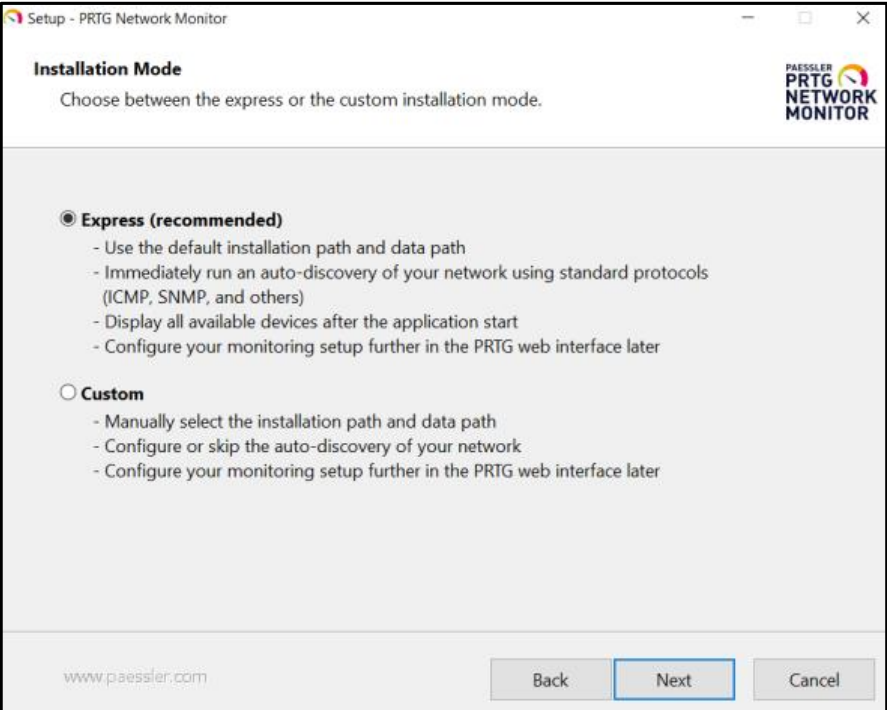 Setup - PRTG Network Monitor
Installation Mode
Choose between the express or the custom installation mode.
PAESSLER
PRTG
NETWORK
MONITOR
Express (recommended)
- Use the default installation path and data path
- Immediately run an auto-discovery of your network using standard protocols
(ICMP, SNMP, and others)
- Display all available devices after the application start
- Configure your monitoring setup further in the PRTG web interface later
Custom
- Manually select the installation path and data path
- Configure or skip the auto-discovery of your network
- Configure your monitoring setup further in the PRTG web interface later
www.paessler.com
Back
Next
Cancel